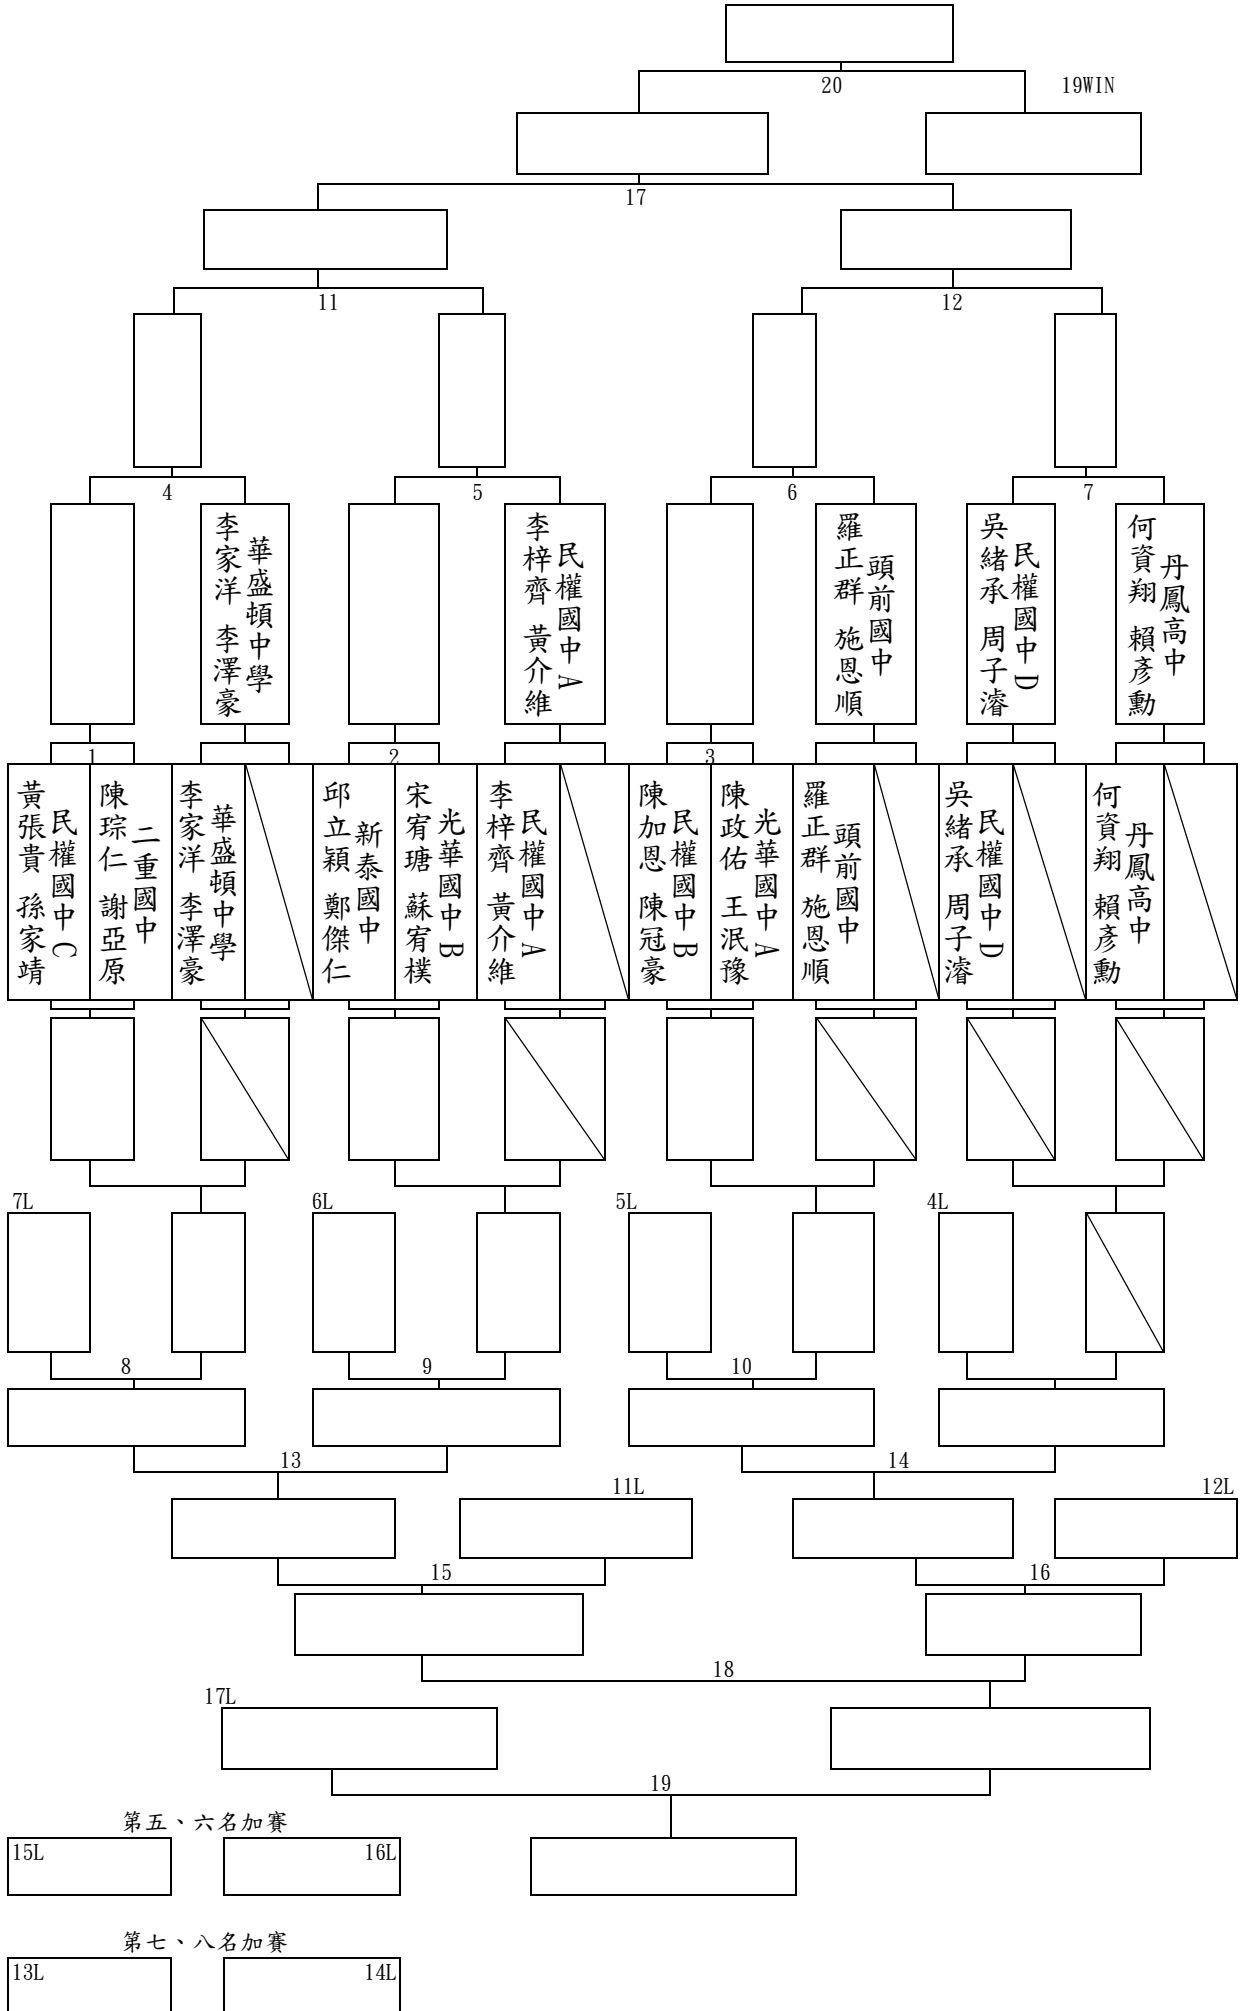 20
19WIN
17
11
12
4
5
6
7
華盛頓中學
李家洋 李澤豪
民權國中 A
李梓齊 黃介維
頭前國中
羅正群 施恩順
民權國中 D
吳緒承 周子濬
丹鳳高中
何資翔 賴彥勳
1
2
3
民權國中 C
黃張貴 孫家靖
二重國中
陳琮仁 謝亞原
華盛頓中學
李家洋 李澤豪
新泰國中
邱立穎 鄭傑仁
光華國中 B
宋宥瑭 蘇宥樸
民權國中 A
李梓齊 黃介維
民權國中 B
陳加恩 陳冠豪
光華國中 A
陳政佑 王泯豫
頭前國中
羅正群 施恩順
民權國中 D
吳緒承 周子濬
丹鳳高中
何資翔 賴彥勳
7L
6L
5L
4L
8
9
10
13
14
11L
12L
15
16
18
17L
19
第五、六名加賽
15L
16L
第七、八名加賽
13L
14L